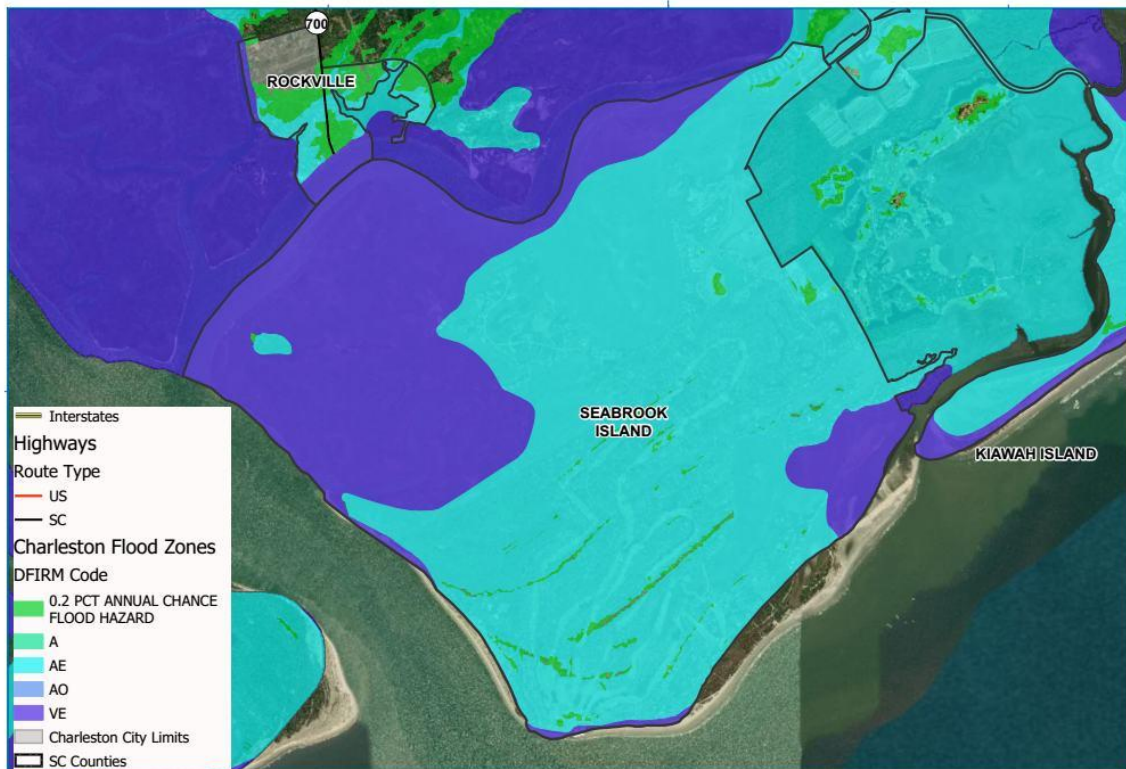 700
ROCKVILLE
SEABROOK
ISLAND
KIAWAH ISLAND
Interstates
Highways
Route Type
US
SC
Charleston Flood Zones
DFIRM Code
0.2 PCT ANNUAL CHANCE
FLOOD HAZARD
A
AE
AO
VE
Charleston City Limits
SC Counties